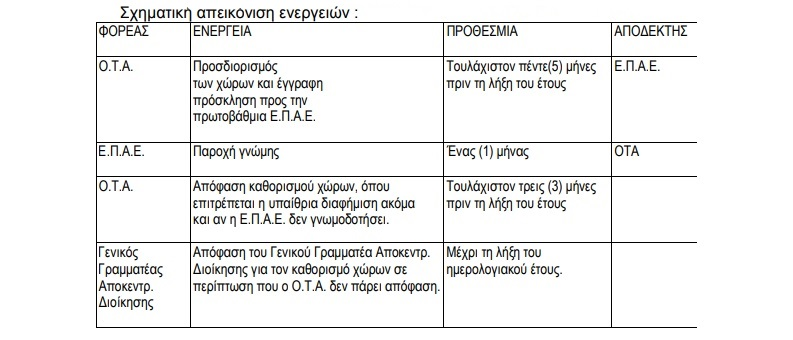 Σχηματική απεικόνιση ενεργειών :
ΦΟΡΕΑΣ ΕΝΕΡΓΕΙΑ ΠΡΟΘΕΣΜΙΑ ΑΠΟΔΕΚΤΗΣ
Ο.Τ.Α. Προσδιορισμός Τουλάχιστον πέντε(5) μήνες Ε.Π.Α.Ε.
των χώρων και έγγραφη πριν τη λήξη του έτους
πρόσκληση προς την
πρωτοβάθμια Ε.Π.Α.Ε.
Ε.Π.Α.Ε. Παροχή γνώμης Ένας (1) μήνας ΟΤΑ
Ο.Τ.Α. Απόφαση καθορισμού χώρων, όπου Τουλάχιστον τρεις (3) μήνες
επιτρέπεται η υπαίθρια διαφήμιση ακόμα πριν τη λήξη του έτους
και αν η Ε.Π.Α.Ε. δεν γνωμοδοτήσει.
Γενικός Απόφαση του Γενικού Γραμματέα Αποκεντρ. Μέχρι τη λήξη του
Γραμματέας Διοίκησης για τον καθορισμό χώρων σε ημερολογιακού έτους.
Αποκεντρ. περίπτωση που ο Ο.Τ.Α. δεν πάρει απόφαση.
Διοίκησης